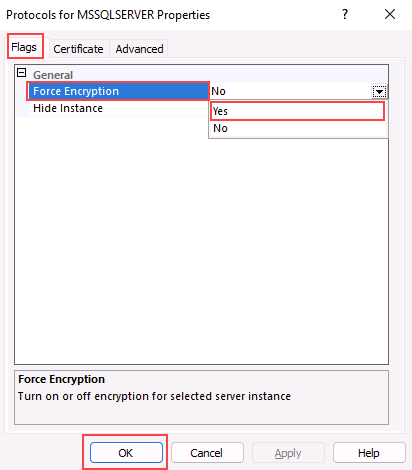 Protocols for MSSQLSERVER Properties
?
Flags Certificate Advanced
General
Force Encryption No
Hide Instance Yes
No
Force Encryption
Turn on or off encryption for selected server instance
OK Cancel Apply Help